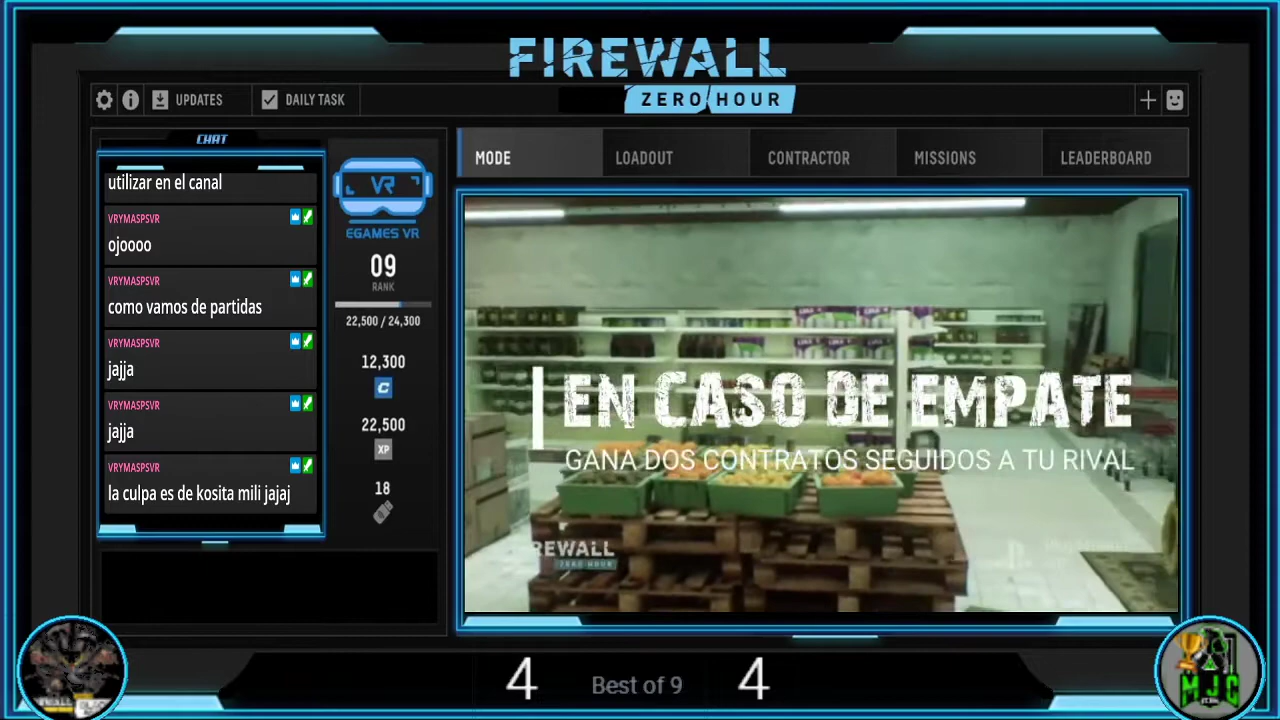 FIREWALL
ZERO HOUR
UPDATES
DAILY TASK
CHAT
utilizar en el canal
VRYMASPSVR
ojoooo
VRYMASPSVR
como vamos de partidas
VRYMASPSVR
jajja
VRYMASPSVR
jajja
VRYMASPSVR
la culpa es de kosita mili jajaj
VR
EGAMES VR
09
RANK
22,500 / 24,300
12,300
C
22,500
XP
18
MODE
LOADOUT
CONTRACTOR
MISSIONS
LEADERBOARD
EN CASO DE EMPATE
GANA DOS CONTRATOS SEGUIDOS A TU RIVAL
REWALL
ZERO HOUR
4 Best of 9 4
MJC